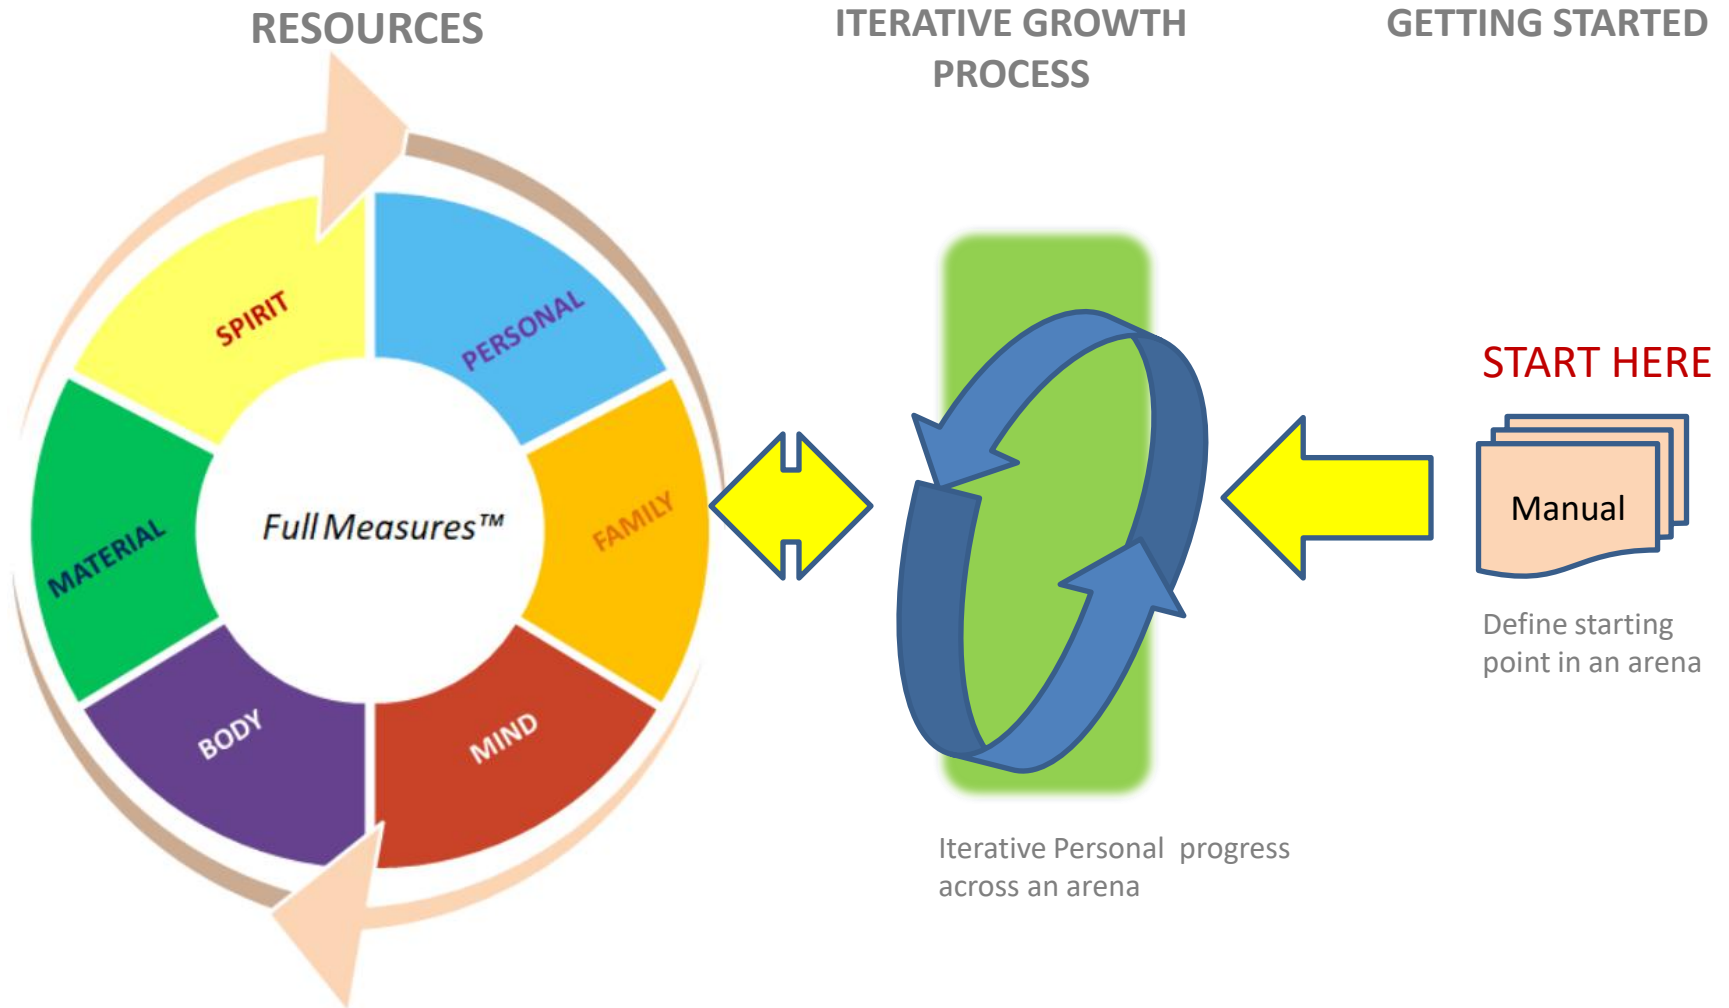 RESOURCES
ITERATIVE GROWTH
PROCESS
GETTING STARTED
SPIRIT
PERSONAL
MATERIAL
Full Measures™
FAMILY
BODY
MIND
Iterative Personal progress
across an arena
START HERE
Manual
Define starting
point in an arena